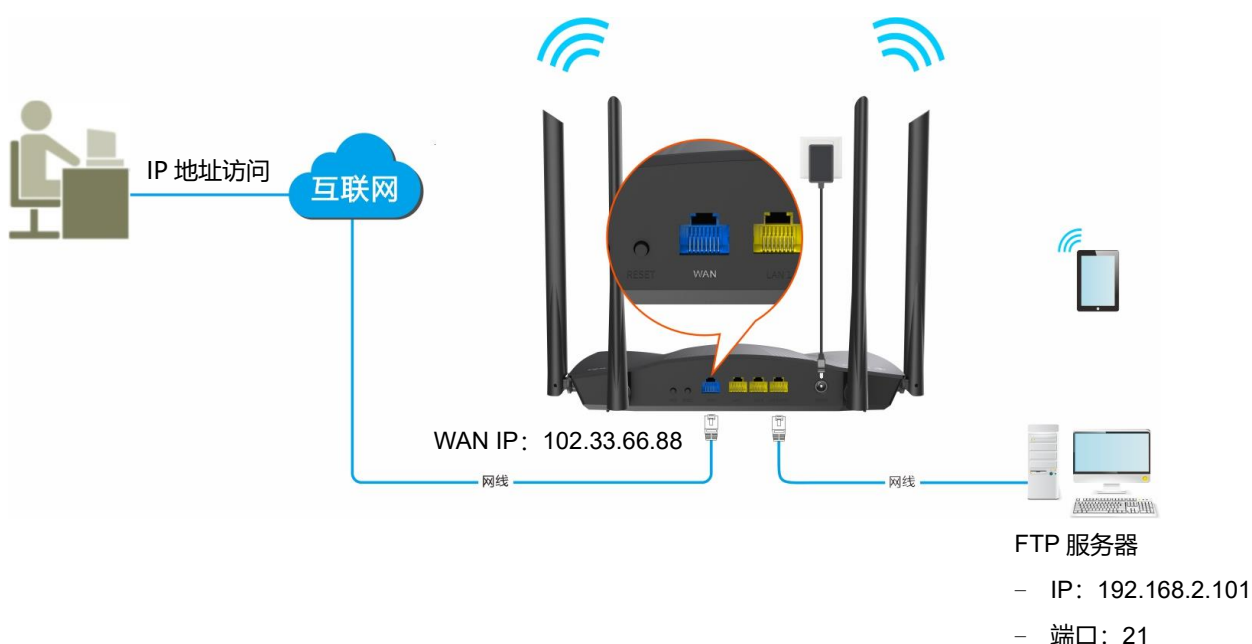 IP 地址访问
互联网
RESET
WAN
LAN
WAN IP：102.33.66.88
网线
网线
FTP 服务器
– IP：192.168.2.101
– 端口：21